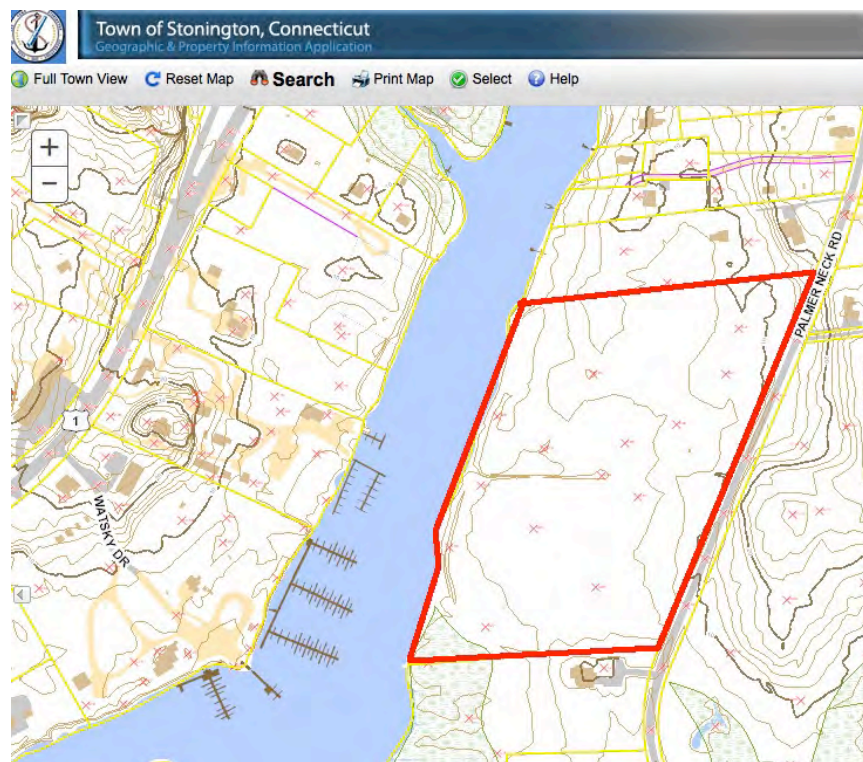 Town of Stonington, Connecticut
Geographic & Property Information Application
Full Town View Reset Map Search Print Map Select Help
+
−
PALMER NECK RD
1
WATSKY DR